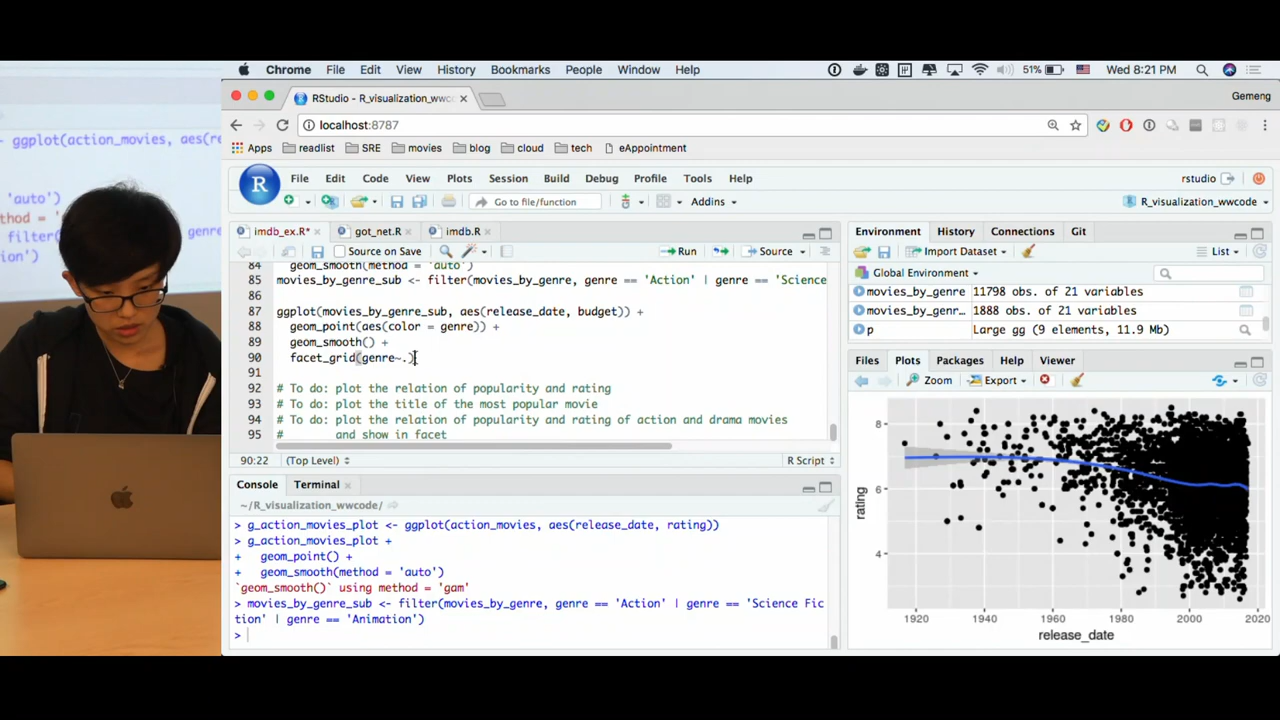 ggplot(action_movies, aes(re
'auto')
thod =
filter(movies_by_genre, genre
ion')
Chrome File Edit View History Bookmarks People Window Help
51% Wed 8:21 PM
RStudio - R_visualization_wwc
Gemeng
localhost:8787
Apps readlist SRE movies blog cloud tech eAppointment
R
File Edit Code View Plots Session Build Debug Profile Tools Help
rstudio
Go to file/function Addins
R_visualization_wwcode
imdb_ex.R* got_net.R imdb.R
Source on Save Run Source
84 geom_smooth(method = 'auto')
85 movies_by_genre_sub <- filter(movies_by_genre, genre == 'Action' | genre == 'Science
86
87 ggplot(movies_by_genre_sub, aes(release_date, budget)) +
88 geom_point(aes(color = genre)) +
89 geom_smooth() +
90 facet_grid(genre~.)
91
92 # To do: plot the relation of popularity and rating
93 # To do: plot the title of the most popular movie
94 # To do: plot the relation of popularity and rating of action and drama movies
95 # and show in facet
90:22 (Top Level) R Script
Console Terminal
~/R_visualization_wwcode/
> g_action_movies_plot <- ggplot(action_movies, aes(release_date, rating))
> g_action_movies_plot +
+ geom_point() +
+ geom_smooth(method = 'auto')
`geom_smooth()` using method = 'gam'
> movies_by_genre_sub <- filter(movies_by_genre, genre == 'Action' | genre == 'Science Fic
tion' | genre == 'Animation')
>
Environment History Connections Git
Import Dataset List
Global Environment
movies_by_genre 11798 obs. of 21 variables
movies_by_genr... 1888 obs. of 21 variables
p Large gg (9 elements, 11.9 Mb)
Files Plots Packages Help Viewer
Zoom Export
8
6
4
rating
1920 1940 1960 1980 2000 2020
release_date